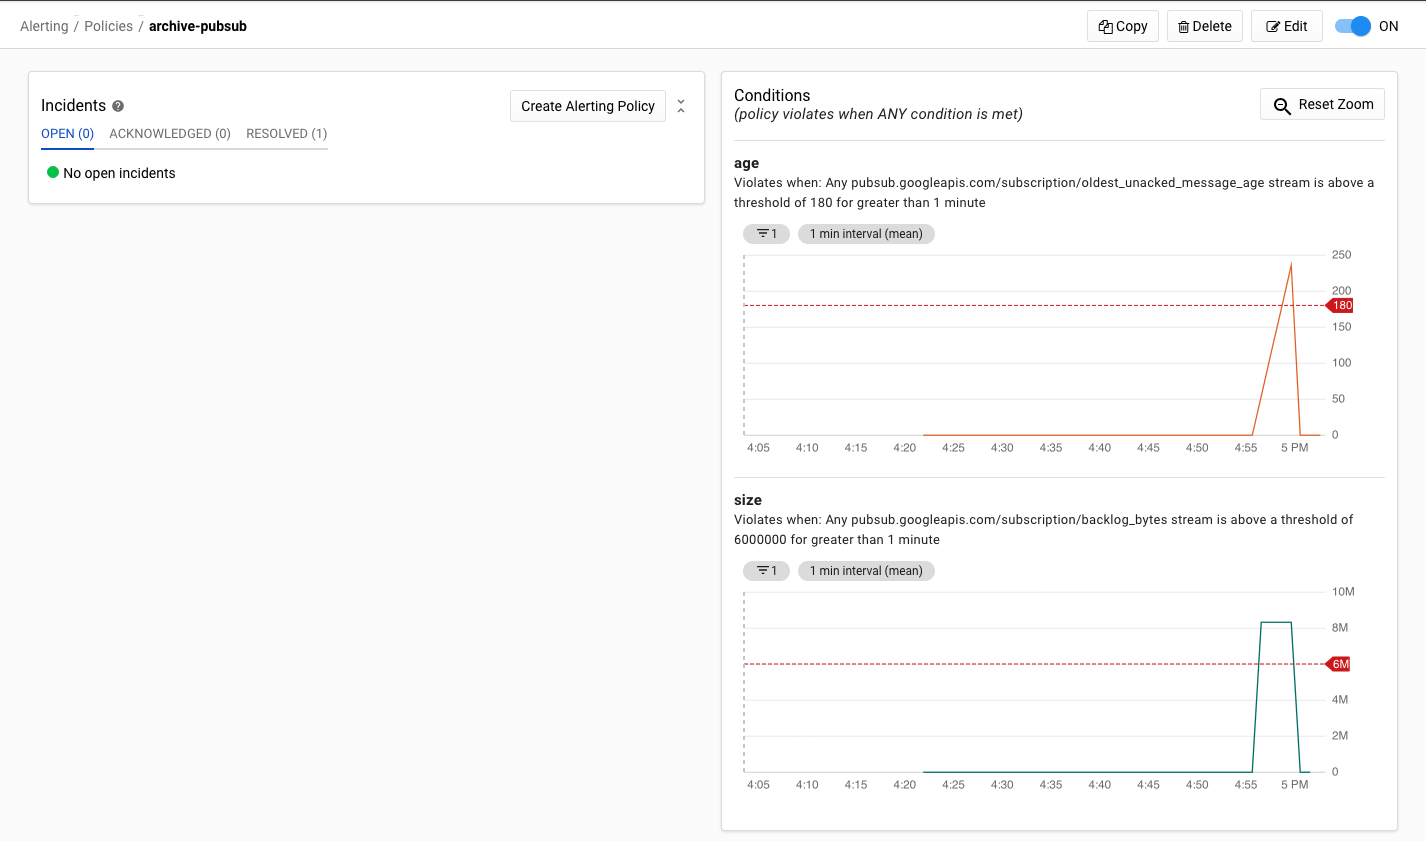 Alerting / Policies / archive-pubsub
Copy
Delete
Edit
ON
Incidents
Create Alerting Policy
OPEN (0) ACKNOWLEDGED (0) RESOLVED (1)
No open incidents
Conditions
(policy violates when ANY condition is met)
Reset Zoom
age
Violates when: Any pubsub.googleapis.com/subscription/oldest_unacked_message_age stream is above a
threshold of 180 for greater than 1 minute
1
1 min interval (mean)
250
200
180
150
100
50
0
4:05 4:10 4:15 4:20 4:25 4:30 4:35 4:40 4:45 4:50 4:55 5 PM
size
Violates when: Any pubsub.googleapis.com/subscription/backlog_bytes stream is above a threshold of
6000000 for greater than 1 minute
1
1 min interval (mean)
10M
8M
6M
4M
2M
0
4:05 4:10 4:15 4:20 4:25 4:30 4:35 4:40 4:45 4:50 4:55 5 PM